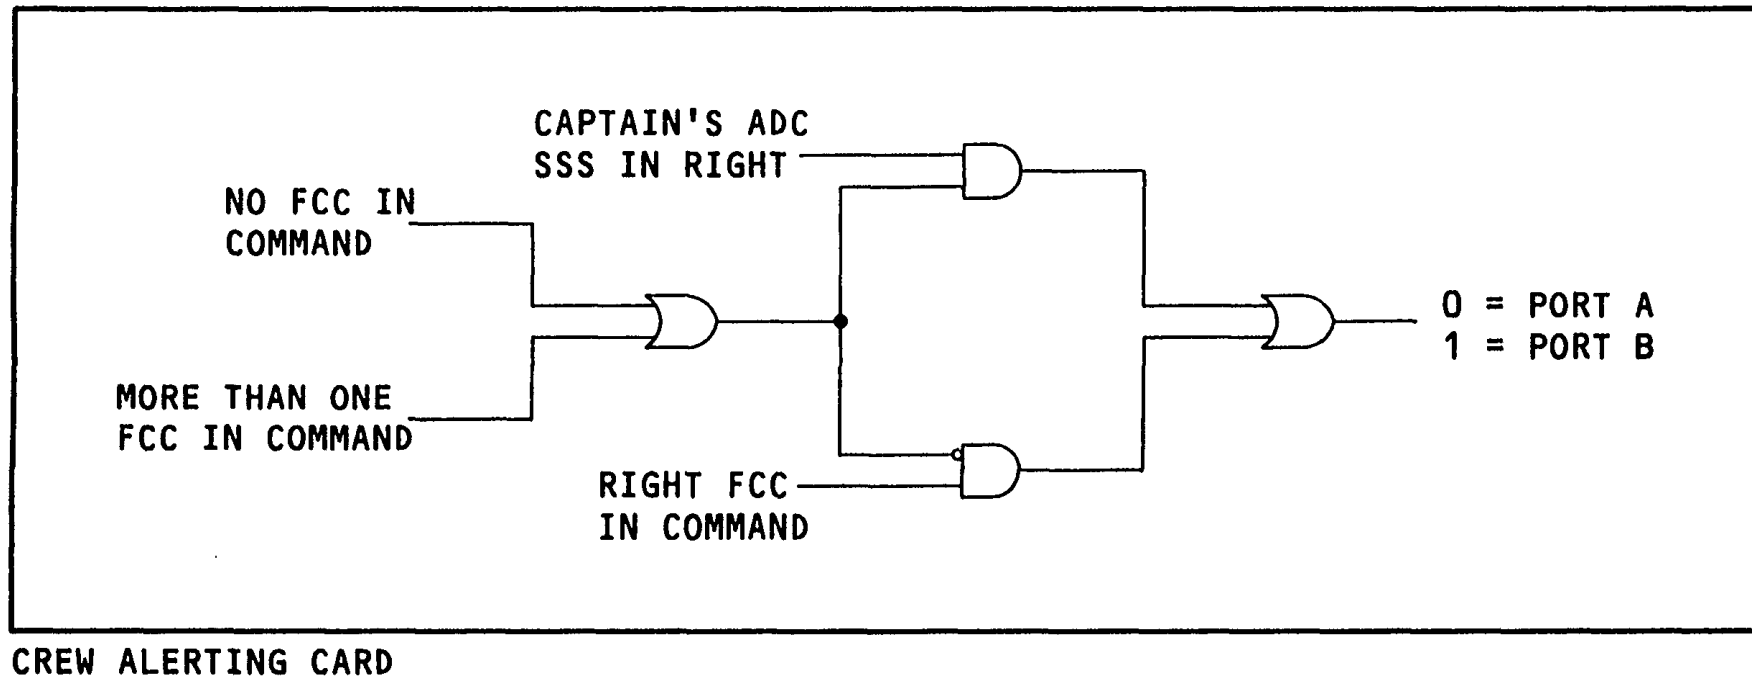 CAPTAIN'S ADC
SSS IN RIGHT
NO FCC IN
COMMAND
0 = PORT A
1 = PORT B
MORE THAN ONE
FCC IN COMMAND
RIGHT FCC
IN COMMAND
CREW ALERTING CARD